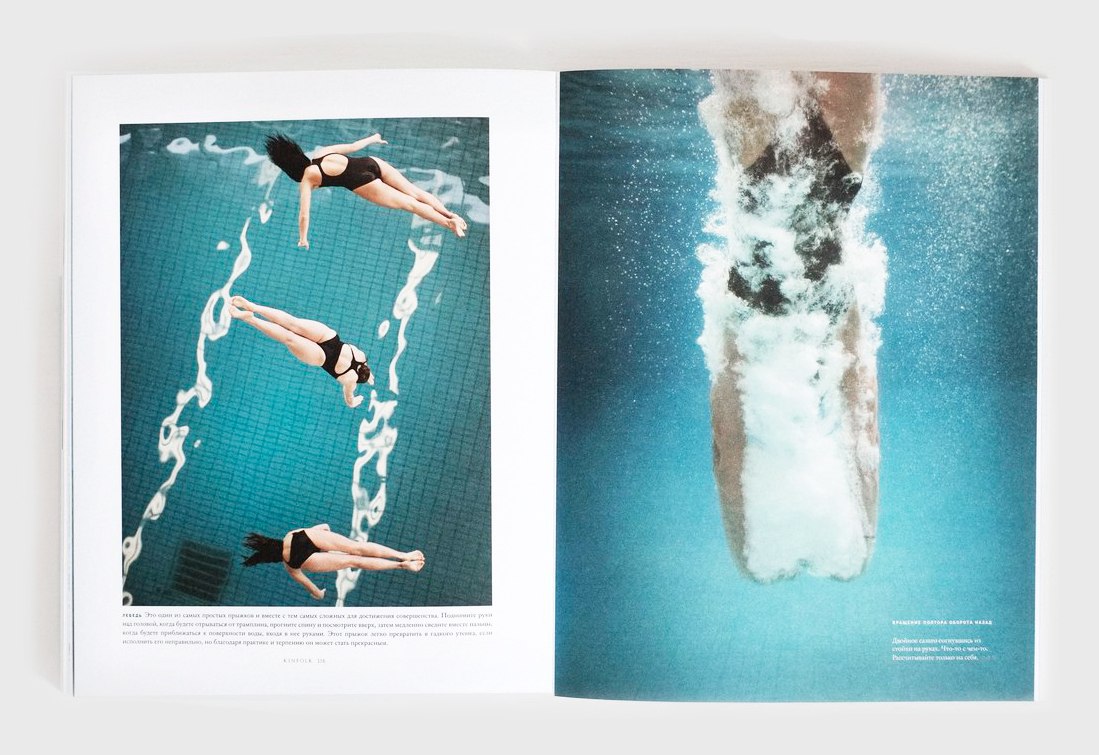 ЛЕБЕДЬ Это один из самых простых прыжков и вместе с тем самых сложных для достижения совершенства. Поднимите руки
над головой, когда будете отрываться от трамплина, прогните спину и посмотрите вверх, затем медленно сведите вместе пальцы,
когда будете приближаться к поверхности воды, входя в нее руками. Этот прыжок легко превратить в гадкого утенка, если
исполнить его неправильно, но благодаря практике и терпению он может стать прекрасным.
KINFOLK
ВРАЩЕНИЕ ПОЛТОРА ОБОРОТА НАЗАД
Двойное сальто согнувшись из
стойки на руках. Что-то с чем-то.
Рассчитывайте только на себя.